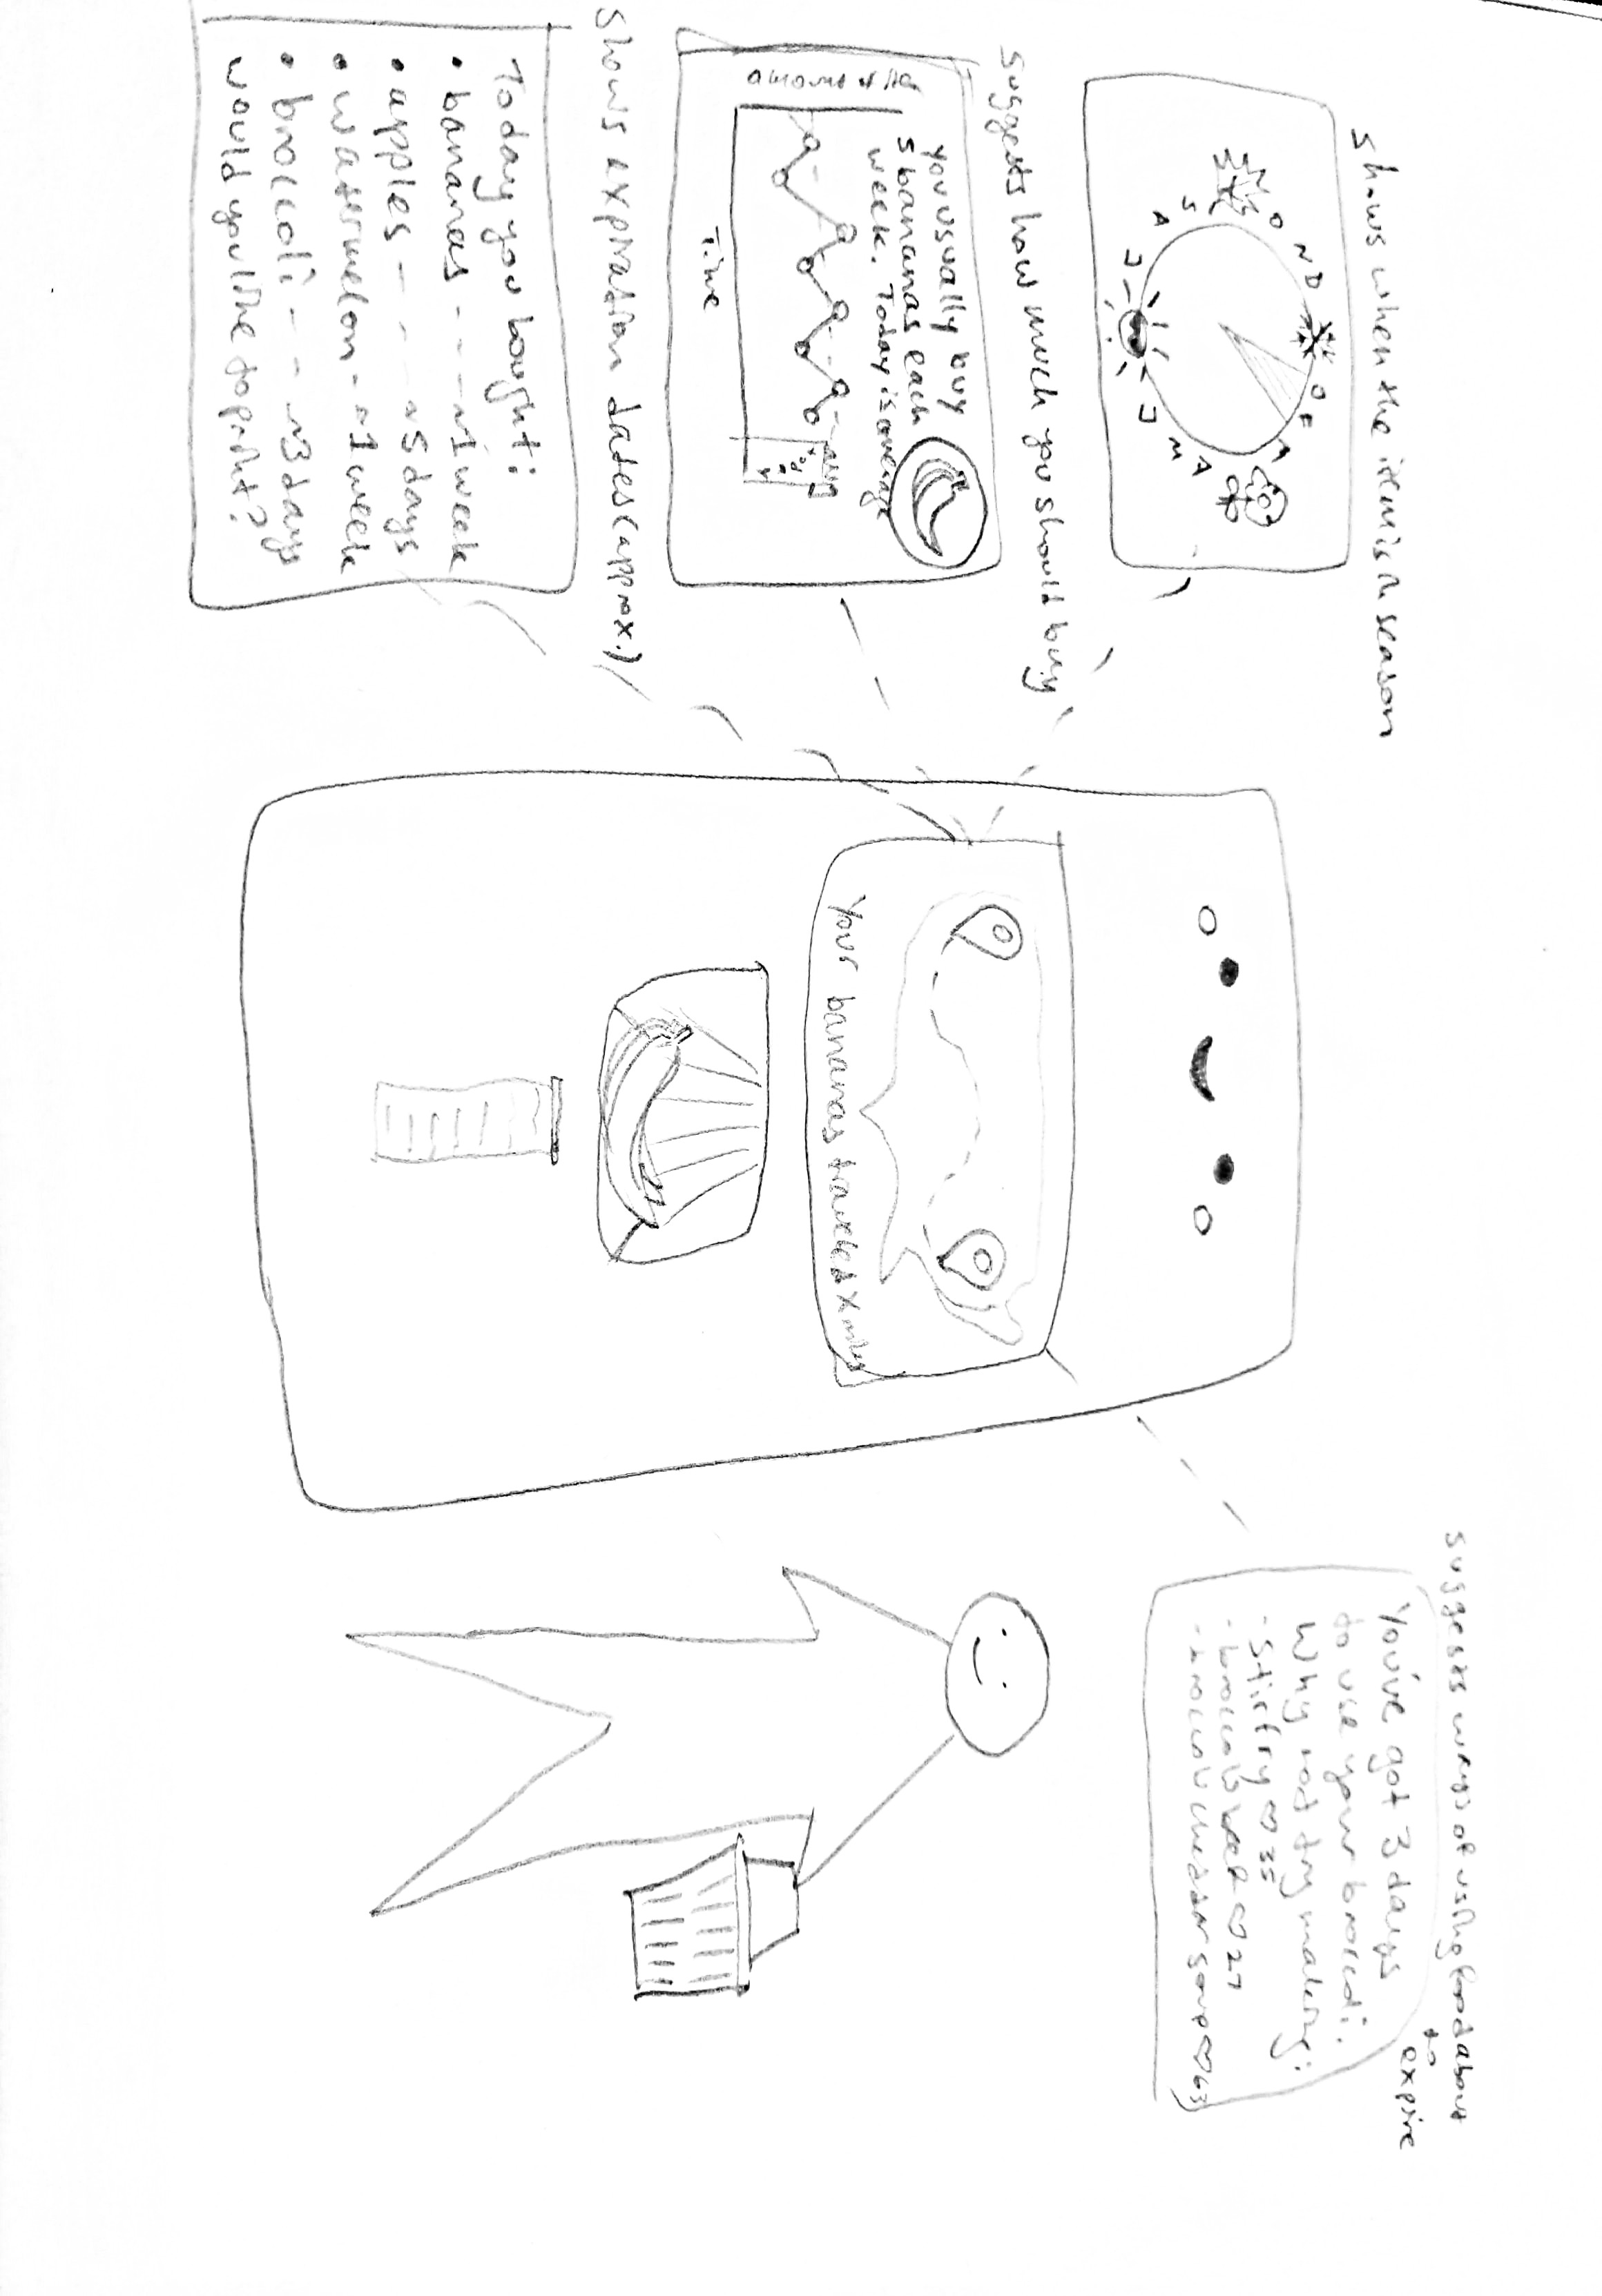 Shows when the item is in season
O N D J F M A M J J A S
Suggests how much you should buy
you usually buy
5 bananas each
week. Today is average
amount of
Time
avg
Shows expiration dates (approx.)
Today you bought:
• bananas - - - ~1 week
• apples - - - ~5 days
• watermelon - ~1 week
• broccoli - - - ~3 days
would you like to print?
Your bananas traveled x miles
suggests ways of using food about
to
expire
You've got 3 days
to use your broccoli.
Why not try making:
- Stirfry ♡ 35
- broccoli beef ♡ 27
- broccoli cheddar soup ♡ 63